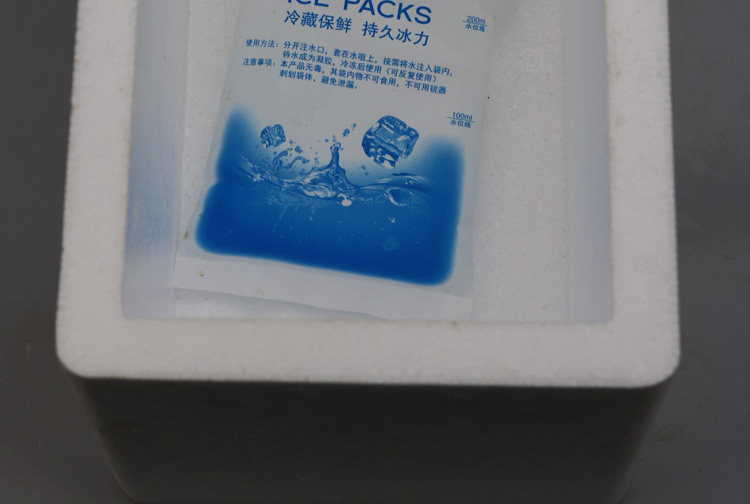 ICE PACKS
冷藏保鲜 持久冰力
200ml
水位线
使用方法：分开注水口，套在水咀上，按需将水注入袋内，
待水成为凝胶，冷冻后使用（可反复使用）
注意事项：本产品无毒，其袋内物不可食用、不可用锐器
刺划袋体，避免泄漏。
100ml
水位线